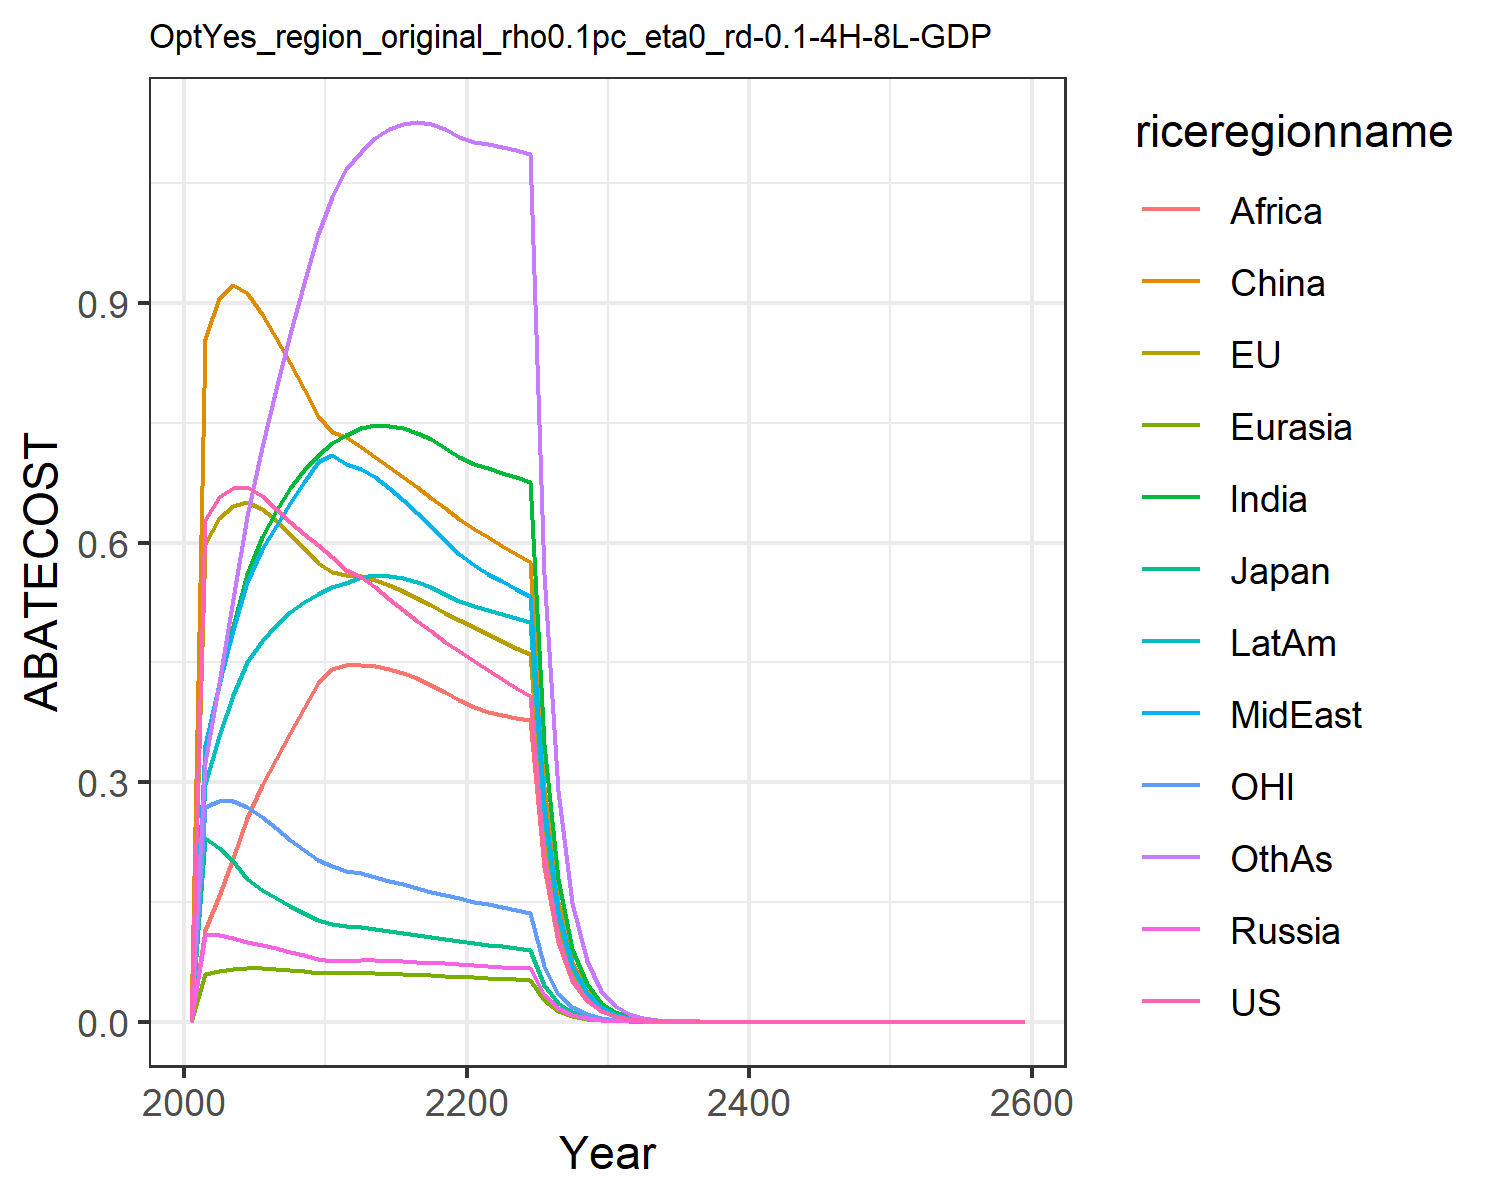 OptYes_region_original_rho0.1pc_eta0_rd-0.1-4H-8L-GDP
ABATECOST
0.9
0.6
0.3
0.0
2000
2200
2400
2600
Year
riceregionname
Africa
China
EU
Eurasia
India
Japan
LatAm
MidEast
OHI
OthAs
Russia
US